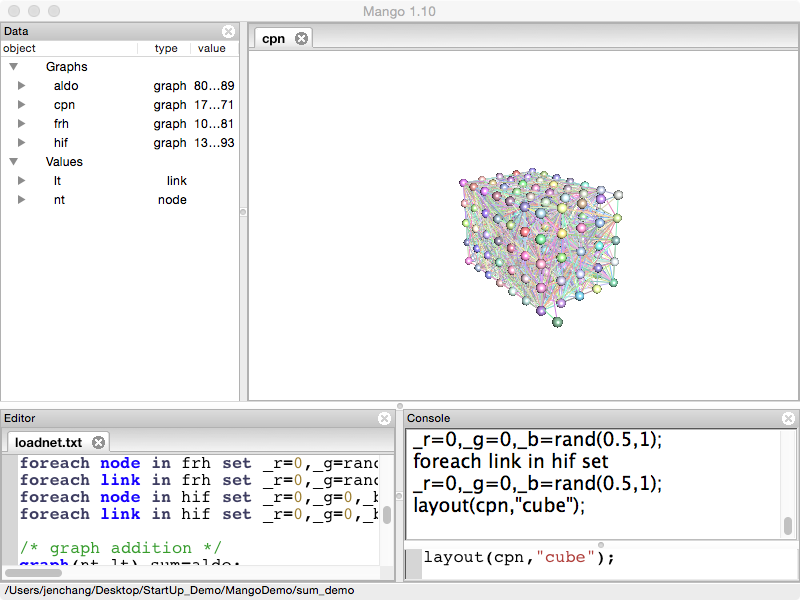 Mango 1.10
Data
object type value
Graphs
aldo graph 80...89
cpn graph 17...71
frh graph 10...81
hif graph 13...93
Values
lt link
nt node
cpn
Editor
loadnet.txt
foreach node in frh set _r=0,_g=rand
foreach link in frh set _r=0,_g=rand
foreach node in hif set _r=0,_g=0,_b
foreach link in hif set _r=0,_g=0,_b
/* graph addition */
graph(nt,lt) sum=aldo;
Console
_r=0,_g=0,_b=rand(0.5,1);
foreach link in hif set
_r=0,_g=0,_b=rand(0.5,1);
layout(cpn,"cube");
layout(cpn,"cube");
/Users/jenchang/Desktop/StartUp_Demo/MangoDemo/sum_demo